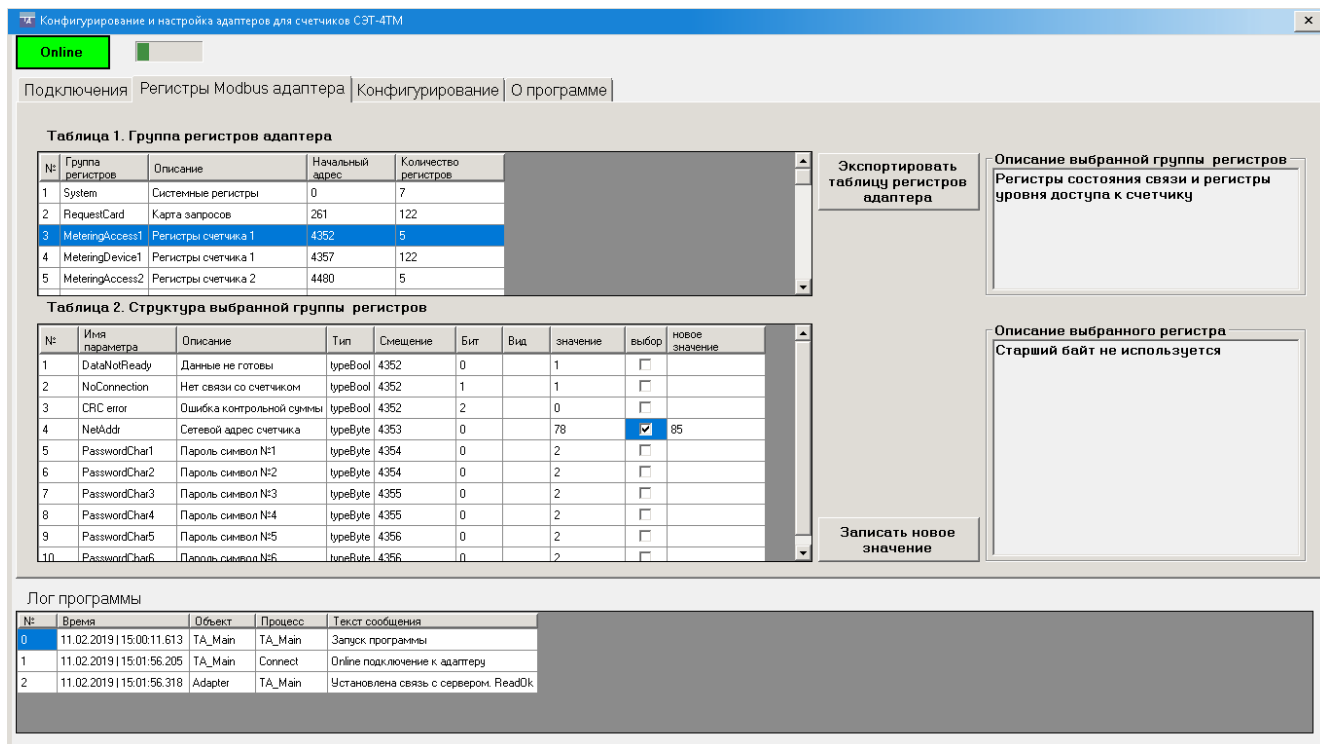 TA Конфигурирование и настройка адаптеров для счетчиков СЭТ-4ТМ
Online
Подключения Регистры Modbus адаптера Конфигурирование О программе
Таблица 1. Группа регистров адаптера
№ Группа регистров Описание Начальный адрес Количество регистров
1 System Системные регистры 0 7
2 RequestCard Карта запросов 261 122
3 MeteringAccess1 Регистры счетчика 1 4352 5
4 MeteringDevice1 Регистры счетчика 1 4357 122
5 MeteringAccess2 Регистры счетчика 2 4480 5
Экспортировать
таблицу регистров
адаптера
Описание выбранной группы регистров
Регистры состояния связи и регистры
уровня доступа к счетчику
Таблица 2. Структура выбранной группы регистров
№ Имя параметра Описание Тип Смещение Бит Вид значение выбор новое значение
1 DataNotReady Данные не готовы typeBool 4352 0 1
2 NoConnection Нет связи со счетчиком typeBool 4352 1 1
3 CRC error Ошибка контрольной суммы typeBool 4352 2 0
4 NetAddr Сетевой адрес счетчика typeByte 4353 0 78 85
5 PasswordChar1 Пароль символ №1 typeByte 4354 0 2
6 PasswordChar2 Пароль символ №2 typeByte 4354 0 2
7 PasswordChar3 Пароль символ №3 typeByte 4355 0 2
8 PasswordChar4 Пароль символ №4 typeByte 4355 0 2
9 PasswordChar5 Пароль символ №5 typeByte 4356 0 2
10 PasswordChar6 Пароль символ №6 typeByte 4356 0 2
Записать новое
значение
Описание выбранного регистра
Старший байт не используется
Лог программы
№ Время Объект Процесс Текст сообщения
0 11.02.2019 | 15:00:11.613 TA_Main TA_Main Запуск программы
1 11.02.2019 | 15:01:56.205 TA_Main Connect Online подключение к адаптеру
2 11.02.2019 | 15:01:56.318 Adapter TA_Main Установлена связь с сервером. ReadOk